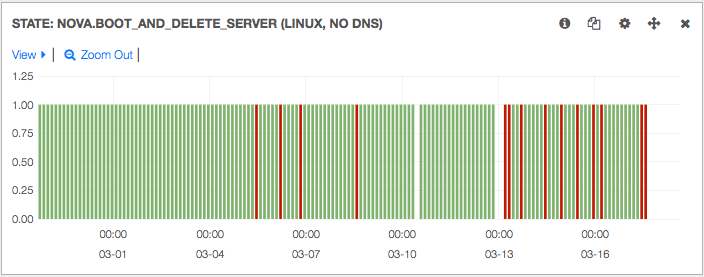 STATE: NOVA.BOOT_AND_DELETE_SERVER (LINUX, NO DNS)
View | Zoom Out |
1.25
1.00
0.75
0.50
0.25
0.00
00:00 00:00 00:00 00:00 00:00 00:00
03-01 03-04 03-07 03-10 03-13 03-16